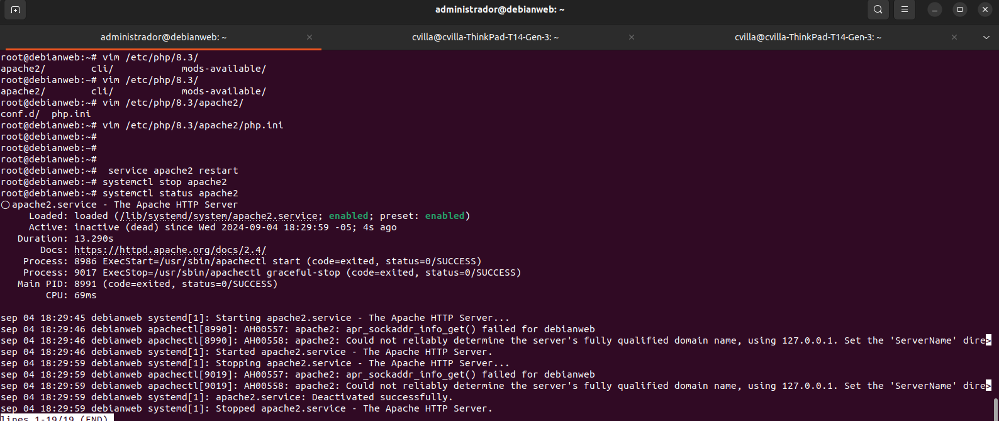 administrador@debianweb: ~
administrador@debianweb: ~
cvilla@cvilla-ThinkPad-T14-Gen-3: ~
cvilla@cvilla-ThinkPad-T14-Gen-3: ~
root@debianweb:~# vim /etc/php/8.3/
apache2/        cli/            mods-available/
root@debianweb:~# vim /etc/php/8.3/
apache2/        cli/            mods-available/
root@debianweb:~# vim /etc/php/8.3/apache2/
conf.d/  php.ini
root@debianweb:~# vim /etc/php/8.3/apache2/php.ini
root@debianweb:~#
root@debianweb:~#
root@debianweb:~#
root@debianweb:~#  service apache2 restart
root@debianweb:~# systemctl stop apache2
root@debianweb:~# systemctl status apache2
○ apache2.service - The Apache HTTP Server
     Loaded: loaded (/lib/systemd/system/apache2.service; enabled; preset: enabled)
     Active: inactive (dead) since Wed 2024-09-04 18:29:59 -05; 4s ago
   Duration: 13.290s
       Docs: https://httpd.apache.org/docs/2.4/
    Process: 8986 ExecStart=/usr/sbin/apachectl start (code=exited, status=0/SUCCESS)
    Process: 9017 ExecStop=/usr/sbin/apachectl graceful-stop (code=exited, status=0/SUCCESS)
   Main PID: 8991 (code=exited, status=0/SUCCESS)
        CPU: 69ms
sep 04 18:29:45 debianweb systemd[1]: Starting apache2.service - The Apache HTTP Server...
sep 04 18:29:46 debianweb apachectl[8990]: AH00557: apache2: apr_sockaddr_info_get() failed for debianweb
sep 04 18:29:46 debianweb apachectl[8990]: AH00558: apache2: Could not reliably determine the server's fully qualified domain name, using 127.0.0.1. Set the 'ServerName' dire>
sep 04 18:29:46 debianweb systemd[1]: Started apache2.service - The Apache HTTP Server.
sep 04 18:29:59 debianweb systemd[1]: Stopping apache2.service - The Apache HTTP Server...
sep 04 18:29:59 debianweb apachectl[9019]: AH00557: apache2: apr_sockaddr_info_get() failed for debianweb
sep 04 18:29:59 debianweb apachectl[9019]: AH00558: apache2: Could not reliably determine the server's fully qualified domain name, using 127.0.0.1. Set the 'ServerName' dire>
sep 04 18:29:59 debianweb systemd[1]: apache2.service: Deactivated successfully.
sep 04 18:29:59 debianweb systemd[1]: Stopped apache2.service - The Apache HTTP Server.
lines 1-19/19 (END)